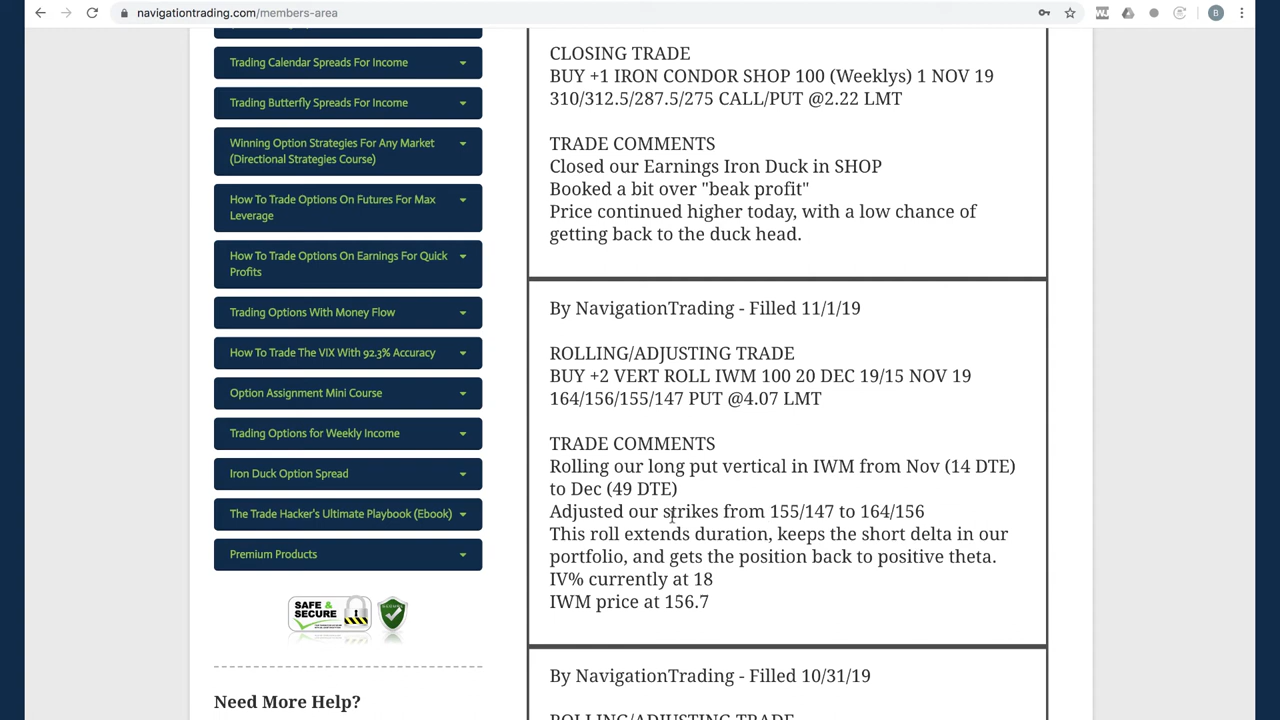 navigationtrading.com/members-area
B
Trading Calendar Spreads For Income
Trading Butterfly Spreads For Income
Winning Option Strategies For Any Market
(Directional Strategies Course)
How To Trade Options On Futures For Max
Leverage
How To Trade Options On Earnings For Quick
Profits
Trading Options With Money Flow
How To Trade The VIX With 92.3% Accuracy
Option Assignment Mini Course
Trading Options for Weekly Income
Iron Duck Option Spread
The Trade Hacker's Ultimate Playbook (Ebook)
Premium Products
SAFE &
SECURE
Need More Help?
CLOSING TRADE
BUY +1 IRON CONDOR SHOP 100 (Weeklys) 1 NOV 19
310/312.5/287.5/275 CALL/PUT @2.22 LMT
TRADE COMMENTS
Closed our Earnings Iron Duck in SHOP
Booked a bit over "beak profit"
Price continued higher today, with a low chance of
getting back to the duck head.
By NavigationTrading - Filled 11/1/19
ROLLING/ADJUSTING TRADE
BUY +2 VERT ROLL IWM 100 20 DEC 19/15 NOV 19
164/156/155/147 PUT @4.07 LMT
TRADE COMMENTS
Rolling our long put vertical in IWM from Nov (14 DTE)
to Dec (49 DTE)
Adjusted our strikes from 155/147 to 164/156
This roll extends duration, keeps the short delta in our
portfolio, and gets the position back to positive theta.
IV% currently at 18
IWM price at 156.7
By NavigationTrading - Filled 10/31/19
ROLLING/ADJUSTING TRADE